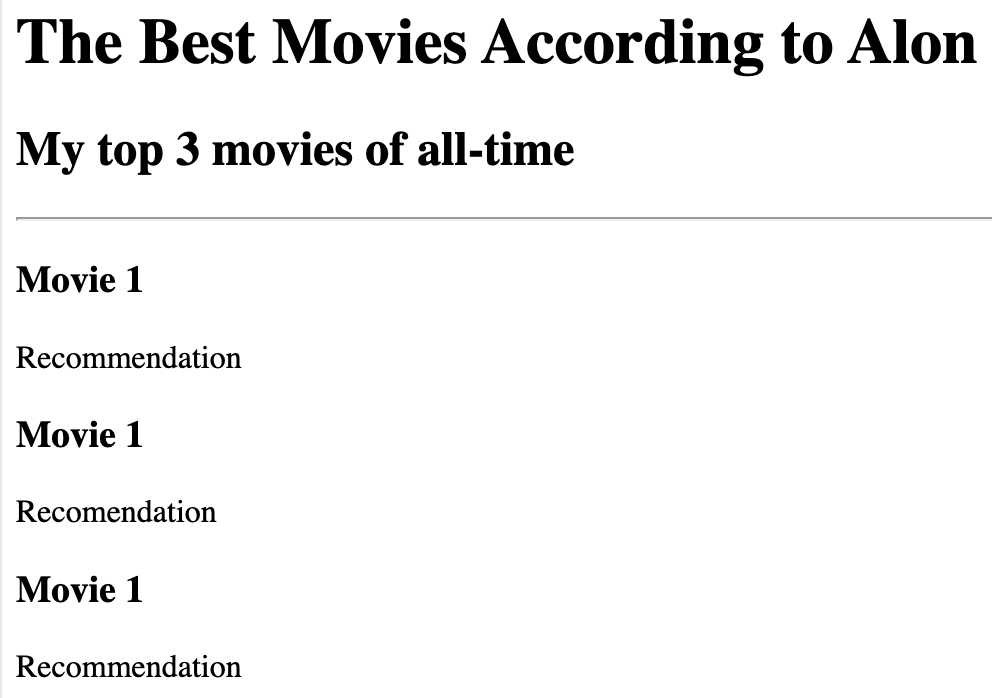 The Best Movies According to Alon
My top 3 movies of all-time
Movie 1
Recommendation
Movie 1
Recomendation
Movie 1
Recommendation